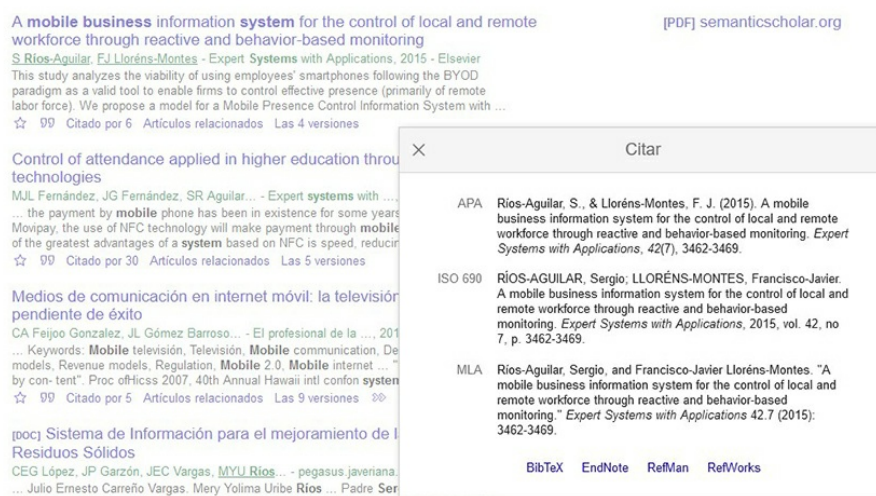 A mobile business information system for the control of local and remote
workforce through reactive and behavior-based monitoring
[PDF] semanticscholar.org
S Ríos-Aguilar, FJ Lloréns-Montes - Expert Systems with Applications, 2015 - Elsevier
This study analyzes the viability of using employees' smartphones following the BYOD
paradigm as a valid tool to enable firms to control effective presence (primarily of remote
labor force). We propose a model for a Mobile Presence Control Information System with ...
Citado por 6 Artículos relacionados Las 4 versiones
Control of attendance applied in higher education throu
technologies
MJL Fernández, JG Fernández, SR Aguilar... - Expert systems with ...,
... the payment by mobile phone has been in existence for some years
Movipay, the use of NFC technology will make payment through mobile
of the greatest advantages of a system based on NFC is speed, reducir
Citado por 30 Artículos relacionados Las 5 versiones
Medios de comunicación en internet móvil: la televisiór
pendiente de éxito
CA Feijoo Gonzalez, JL Gómez Barroso... - El profesional de la ..., 201
... Keywords: Mobile televisión, Televisión, Mobile communication, De
models, Revenue models, Regulation, Mobile 2.0, Mobile internet ... "
by con- tent". Proc ofHicss 2007, 40th Annual Hawaii intl confon system
Citado por 5 Artículos relacionados Las 9 versiones
[DOC] Sistema de Información para el mejoramiento de l
Residuos Sólidos
CEG López, JP Garzón, JEC Vargas, MYU Ríos... - pegasus.javeriana.
... Julio Ernesto Carreño Vargas. Mery Yolima Uribe Ríos ... Padre Ser
× Citar
APA Ríos-Aguilar, S., & Lloréns-Montes, F. J. (2015). A mobile
business information system for the control of local and remote
workforce through reactive and behavior-based monitoring. Expert
Systems with Applications, 42(7), 3462-3469.
ISO 690 RÍOS-AGUILAR, Sergio; LLORÉNS-MONTES, Francisco-Javier.
A mobile business information system for the control of local and
remote workforce through reactive and behavior-based
monitoring. Expert Systems with Applications, 2015, vol. 42, no
7, p. 3462-3469.
MLA Ríos-Aguilar, Sergio, and Francisco-Javier Lloréns-Montes. "A
mobile business information system for the control of local and
remote workforce through reactive and behavior-based
monitoring." Expert Systems with Applications 42.7 (2015):
3462-3469.
BibTeX EndNote RefMan RefWorks